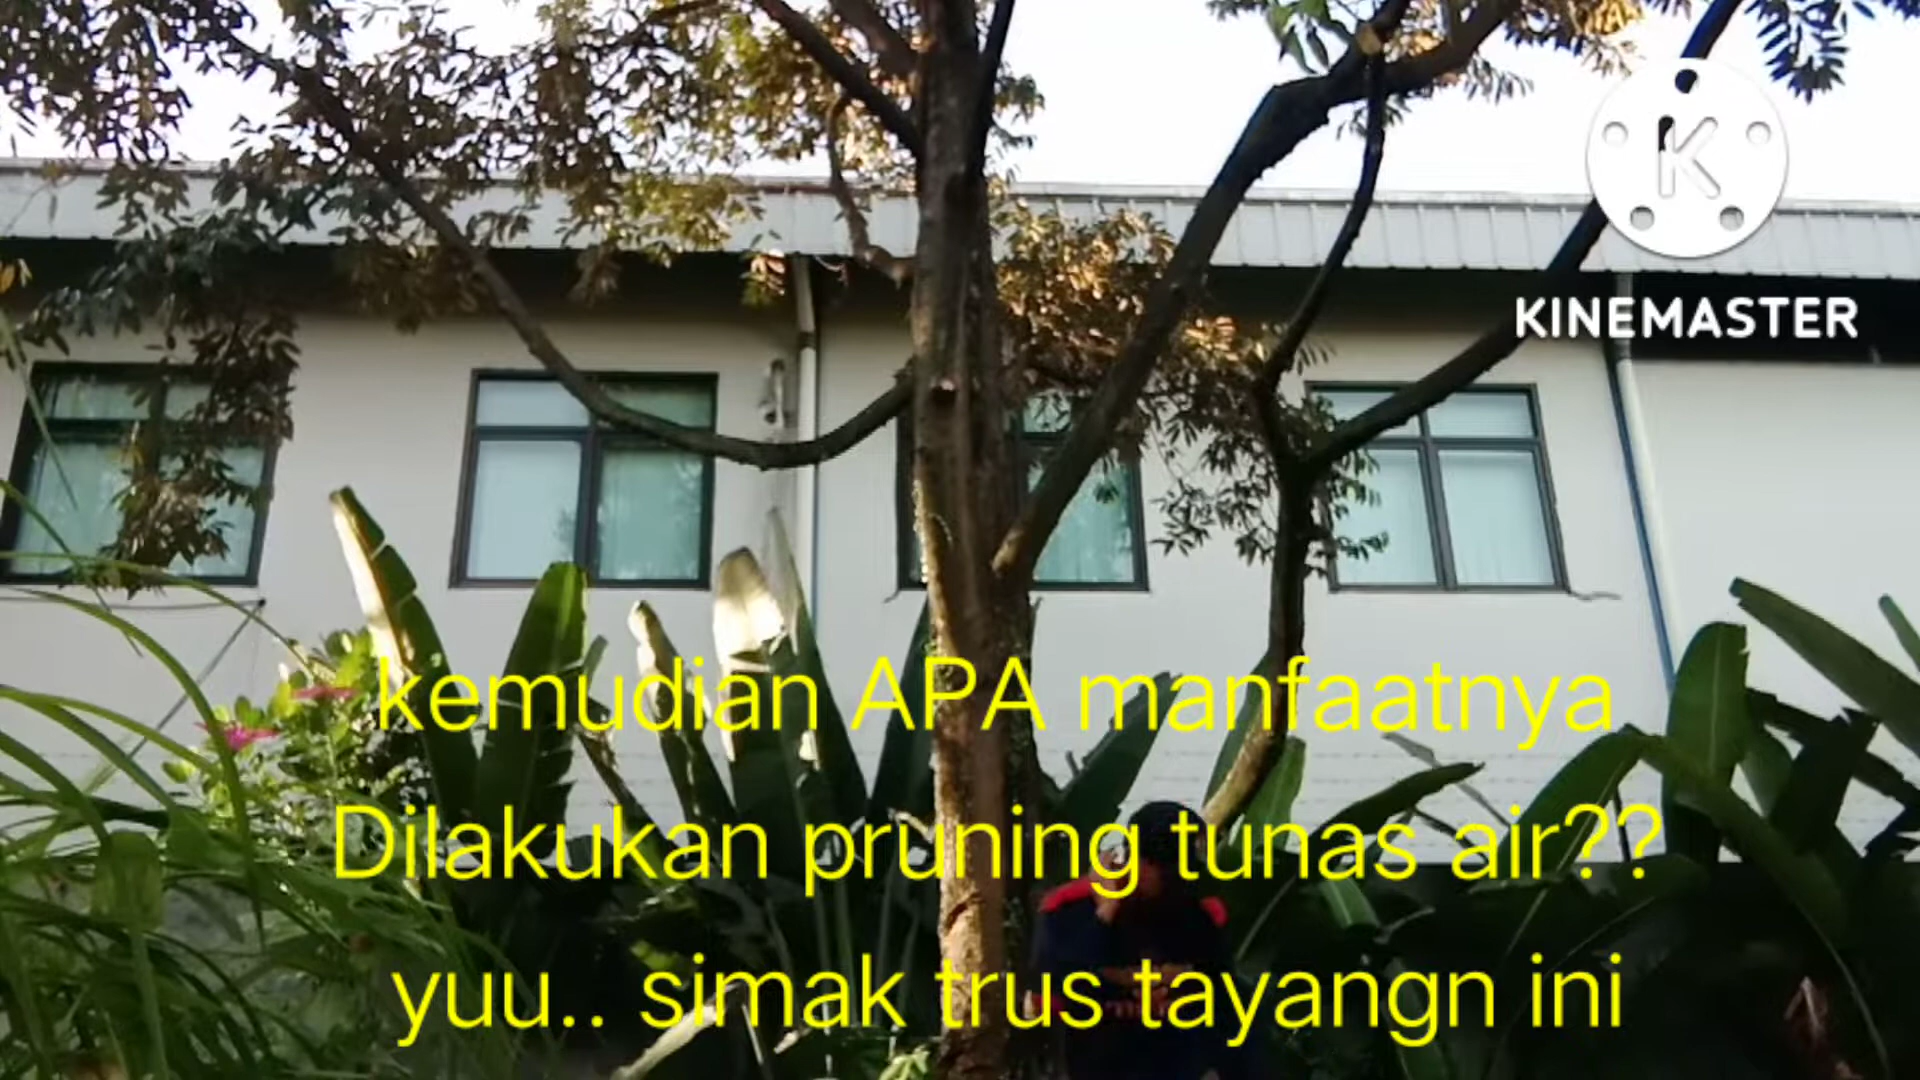 K
KINEMASTER
kemudian APA manfaatnya
Dilakukan pruning tunas air??
yuu.. simak trus tayangn ini